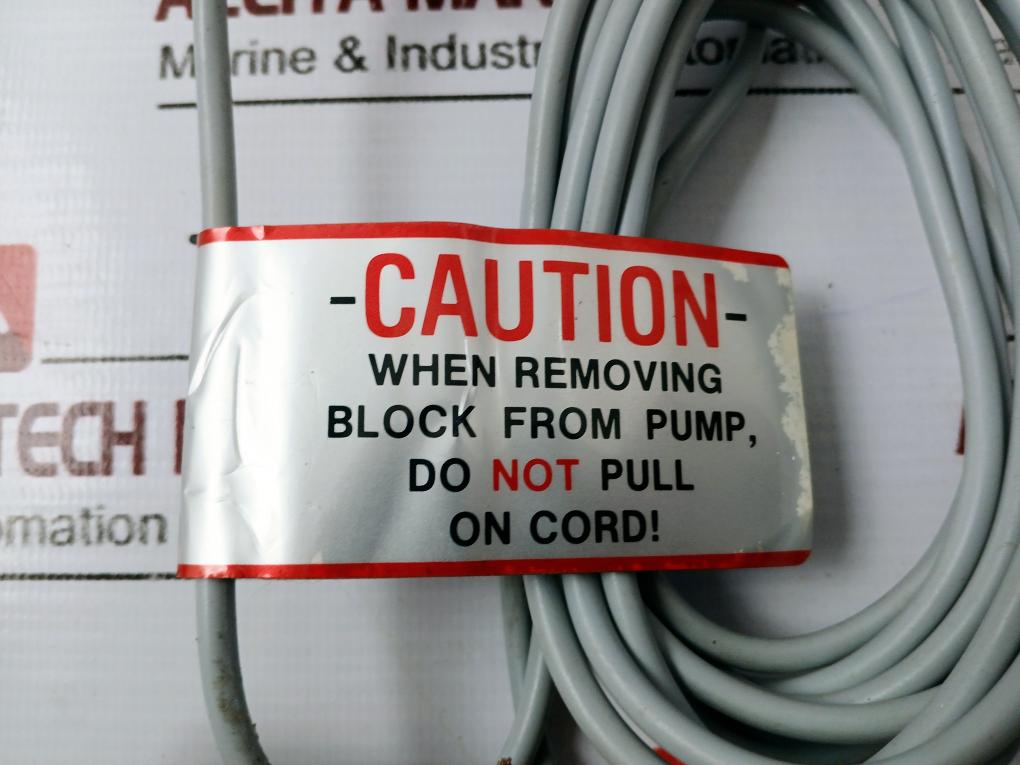 Marine & Industr
-CAUTION-
WHEN REMOVING
BLOCK FROM PUMP,
DO NOT PULL
ON CORD!
TECH
omation